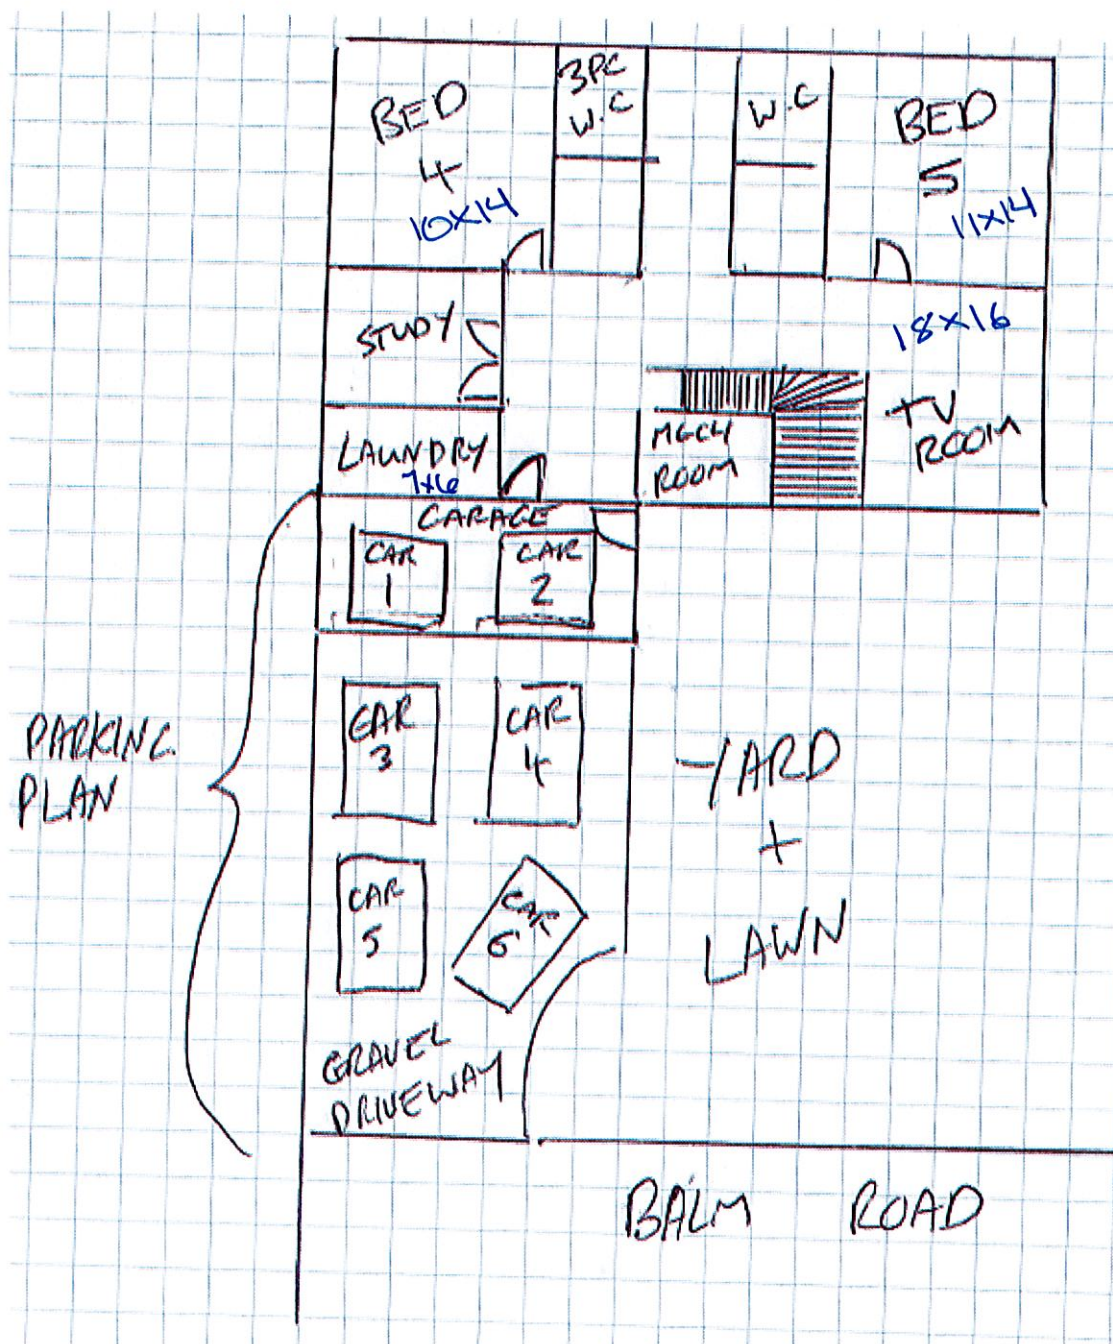 BED
4
10X14
3PC
W.C
W.C
BED
5
11X14
STUDY
18X16
TV
ROOM
LAUNDRY
7X6
MECH
ROOM
GARAGE
CAR
1
CAR
2
PARKING
PLAN
CAR
3
CAR
4
CAR
5
CAR
6
YARD
+
LAWN
GRAVEL
DRIVEWAY
BALM ROAD